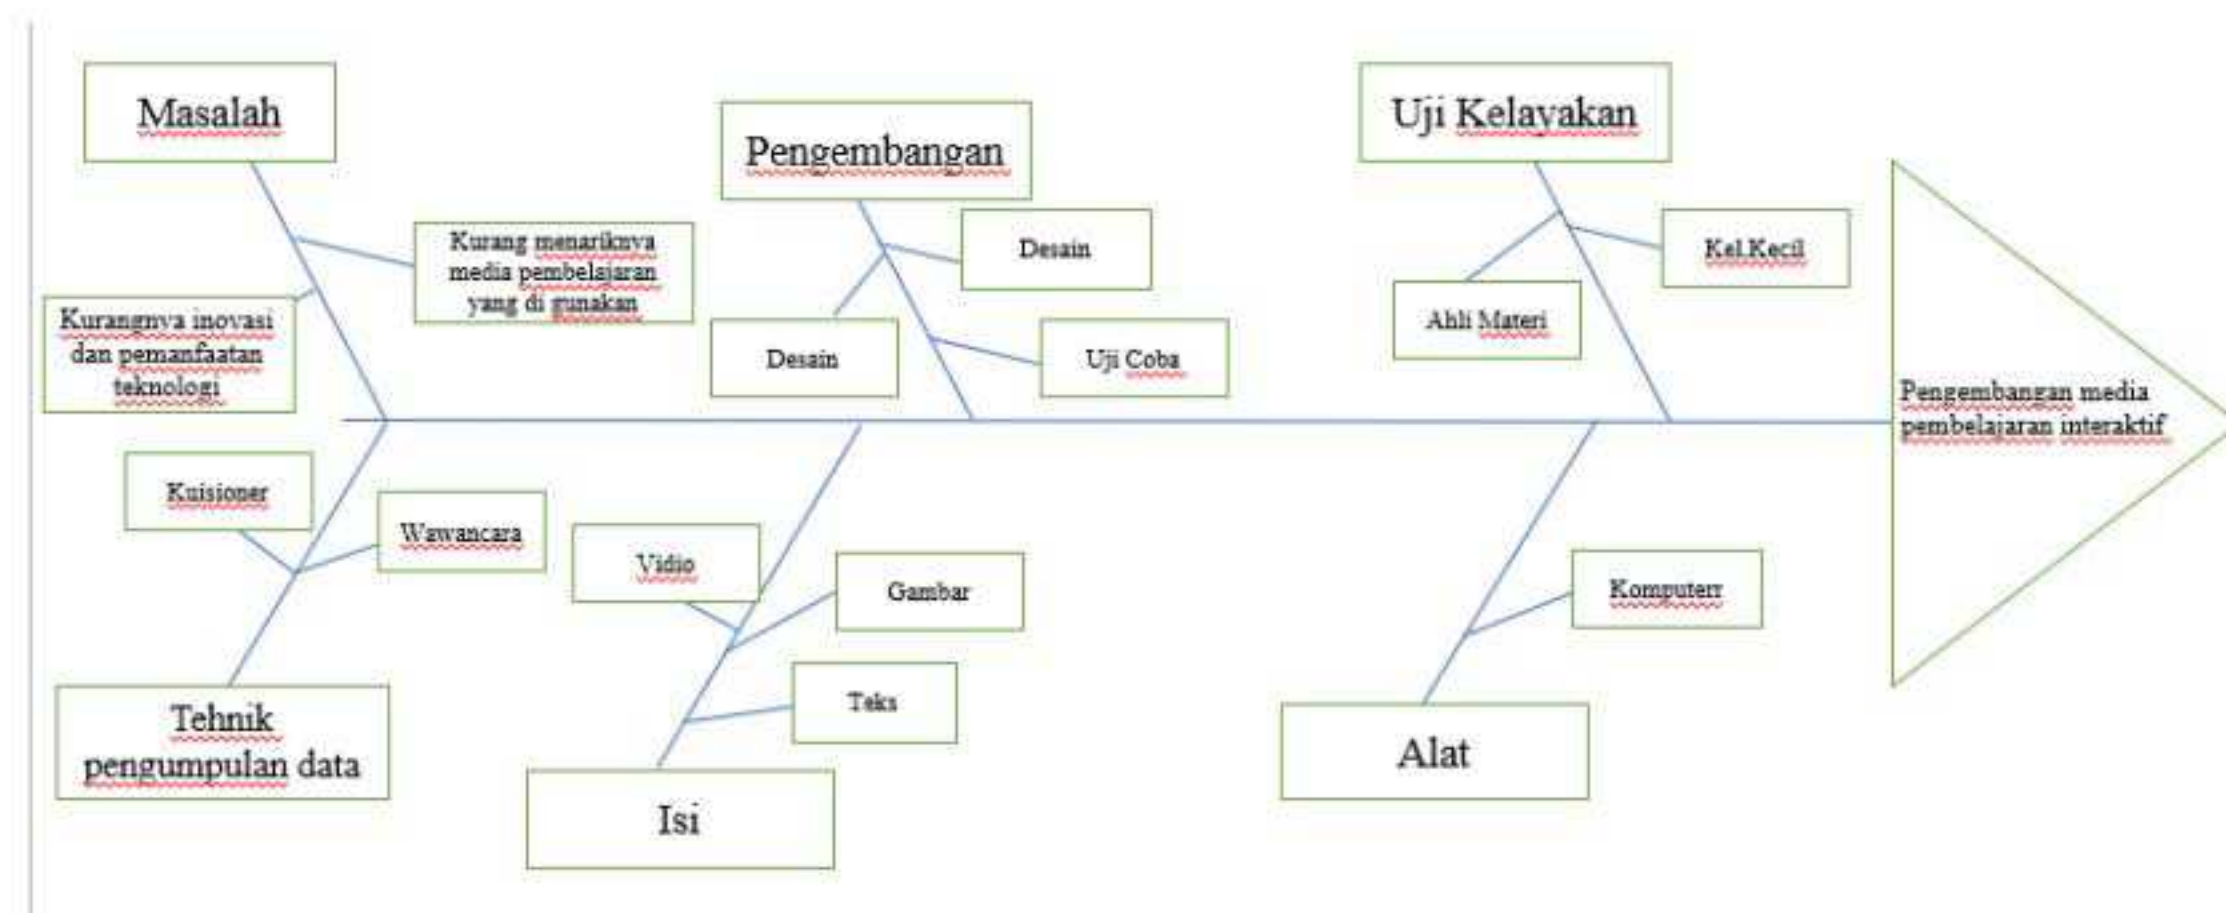 Masalah
Pengembangan
Uji Kelayakan
Kurang menariknya
media pembelajaran
yang di gunakan
Desain
Kel.Kecil
Kurangnya inovasi
dan pemanfaatan
teknologi
Desain
Uji Coba
Ahli Materi
Pengembangan media
pembelajaran interaktif
Kuisioner
Wawancara
Vidio
Gambar
Komputerr
Teks
Tehnik
pengumpulan data
Isi
Alat